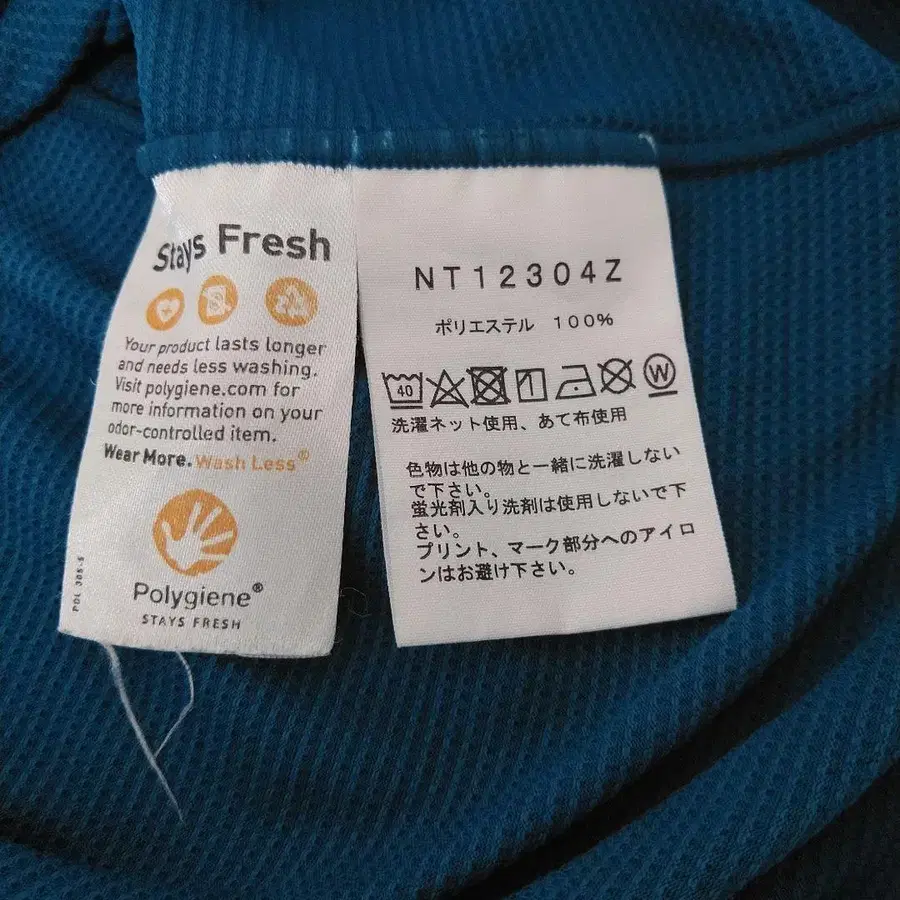 Stays Fresh
Your product lasts longer
and needs less washing.
Visit polygiene.com for
more information on your
odor-controlled item.
Wear More. Wash Less®
Polygiene®
STAYS FRESH
POL 305-5
NT12304Z
ポリエステル 100%
40
W
洗濯ネット使用、あて布使用
色物は他の物と一緒に洗濯しない
で下さい。
蛍光剤入り洗剤は使用しないで下
さい。
プリント、マーク部分へのアイロ
ンはお避け下さい。